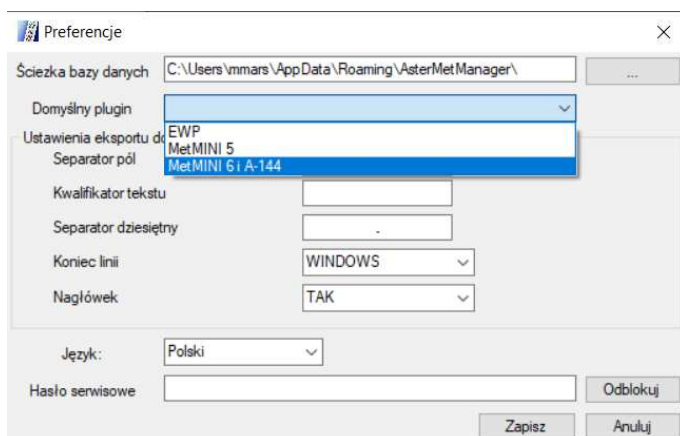 Preferencje
Ścieżka bazy danych C:\Users\mmars\AppData\Roaming\AsterMetManager\ ...
Domyślny plugin
EWP
MetMINI 5
MetMINI 6 i A-144
Ustawienia eksportu do
Separator pól
Kwalifikator tekstu
Separator dziesiętny .
Koniec linii WINDOWS
Nagłówek TAK
Język: Polski
Hasło serwisowe Odblokuj
Zapisz Anuluj